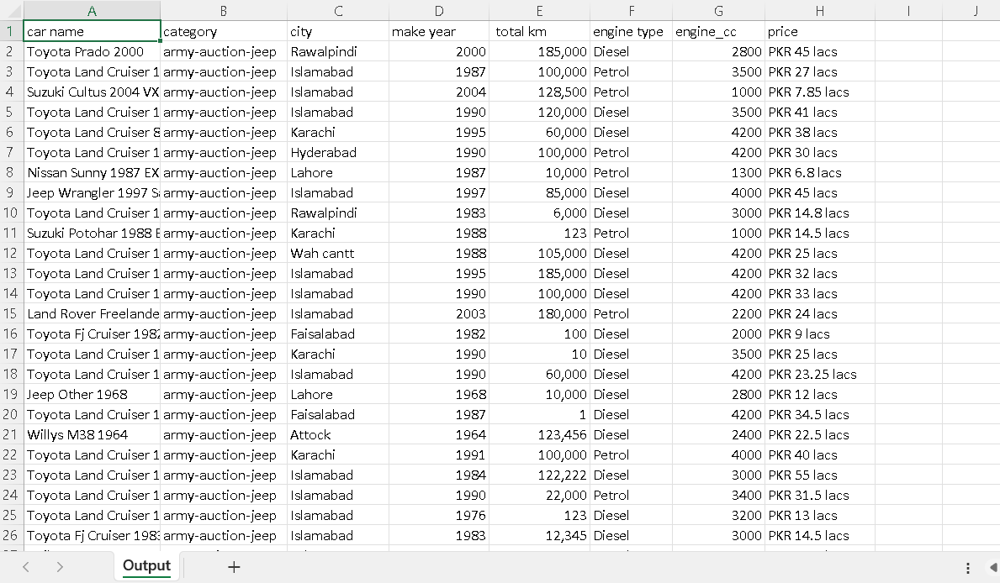 A B C D E F G H I J
1 car name category city make year total km engine type engine_cc price
2 Toyota Prado 2000 army-auction-jeep Rawalpindi 2000 185,000 Diesel 2800 PKR 45 lacs
3 Toyota Land Cruiser 1 army-auction-jeep Islamabad 1987 100,000 Petrol 3500 PKR 27 lacs
4 Suzuki Cultus 2004 VX army-auction-jeep Islamabad 2004 128,500 Petrol 1000 PKR 7.85 lacs
5 Toyota Land Cruiser 1 army-auction-jeep Islamabad 1990 120,000 Diesel 3500 PKR 41 lacs
6 Toyota Land Cruiser 8 army-auction-jeep Karachi 1995 60,000 Diesel 4200 PKR 38 lacs
7 Toyota Land Cruiser 1 army-auction-jeep Hyderabad 1990 100,000 Petrol 4200 PKR 30 lacs
8 Nissan Sunny 1987 EX army-auction-jeep Lahore 1987 10,000 Petrol 1300 PKR 6.8 lacs
9 Jeep Wrangler 1997 Sa army-auction-jeep Islamabad 1997 85,000 Diesel 4000 PKR 45 lacs
10 Toyota Land Cruiser 1 army-auction-jeep Rawalpindi 1983 6,000 Diesel 3000 PKR 14.8 lacs
11 Suzuki Potohar 1988 army-auction-jeep Karachi 1988 123 Petrol 1000 PKR 14.5 lacs
12 Toyota Land Cruiser 1 army-auction-jeep Wah cantt 1988 105,000 Diesel 4200 PKR 25 lacs
13 Toyota Land Cruiser 1 army-auction-jeep Islamabad 1995 185,000 Diesel 4200 PKR 32 lacs
14 Toyota Land Cruiser 1 army-auction-jeep Islamabad 1990 100,000 Diesel 4200 PKR 33 lacs
15 Land Rover Freelande army-auction-jeep Islamabad 2003 180,000 Petrol 2200 PKR 24 lacs
16 Toyota Fj Cruiser 1982 army-auction-jeep Faisalabad 1982 100 Diesel 2000 PKR 9 lacs
17 Toyota Land Cruiser 1 army-auction-jeep Karachi 1990 10 Diesel 3500 PKR 25 lacs
18 Toyota Land Cruiser 1 army-auction-jeep Islamabad 1990 60,000 Diesel 4200 PKR 23.25 lacs
19 Jeep Other 1968 army-auction-jeep Lahore 1968 10,000 Diesel 2800 PKR 12 lacs
20 Toyota Land Cruiser 1 army-auction-jeep Faisalabad 1987 1 Diesel 4200 PKR 34.5 lacs
21 Willys M38 1964 army-auction-jeep Attock 1964 123,456 Diesel 2400 PKR 22.5 lacs
22 Toyota Land Cruiser 1 army-auction-jeep Karachi 1991 100,000 Petrol 4000 PKR 40 lacs
23 Toyota Land Cruiser 1 army-auction-jeep Islamabad 1984 122,222 Diesel 3000 PKR 55 lacs
24 Toyota Land Cruiser 1 army-auction-jeep Islamabad 1990 22,000 Petrol 3400 PKR 31.5 lacs
25 Toyota Land Cruiser 1 army-auction-jeep Islamabad 1976 123 Diesel 3200 PKR 13 lacs
26 Toyota Fj Cruiser 1983 army-auction-jeep Islamabad 1983 12,345 Diesel 3000 PKR 14.5 lacs
Output